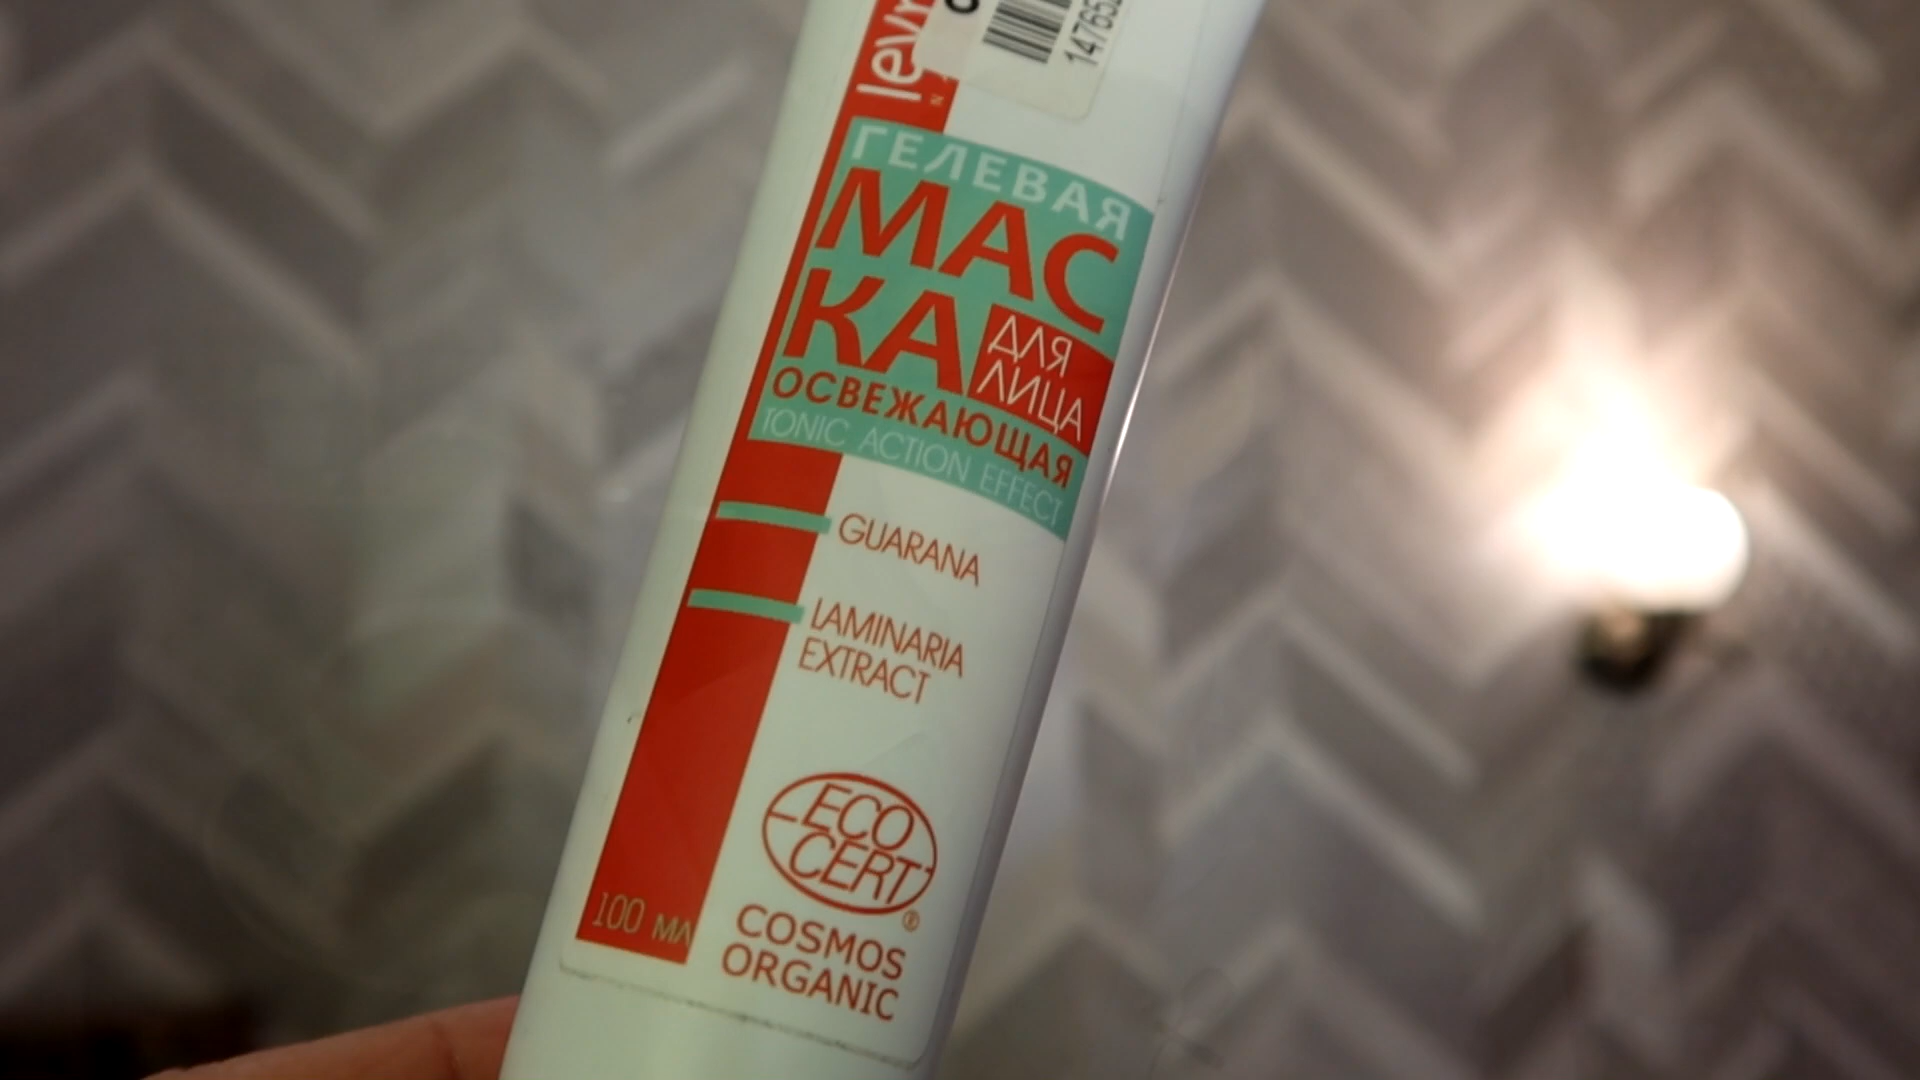 ГЕЛЕВАЯ
МАС
КА
ДЛЯ
ЛИЦА
ОСВЕЖАЮЩАЯ
TONIC ACTION EFFECT
GUARANA
LAMINARIA
EXTRACT
ECO
CERT
®
COSMOS
ORGANIC
100 МЛ